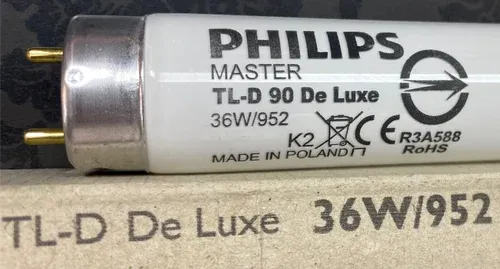 PHILIPS
MASTER
TL-D 90 De Luxe
36W/952
K2 CE R3A588
MADE IN POLAND RoHS
TL-D De Luxe 36W/952